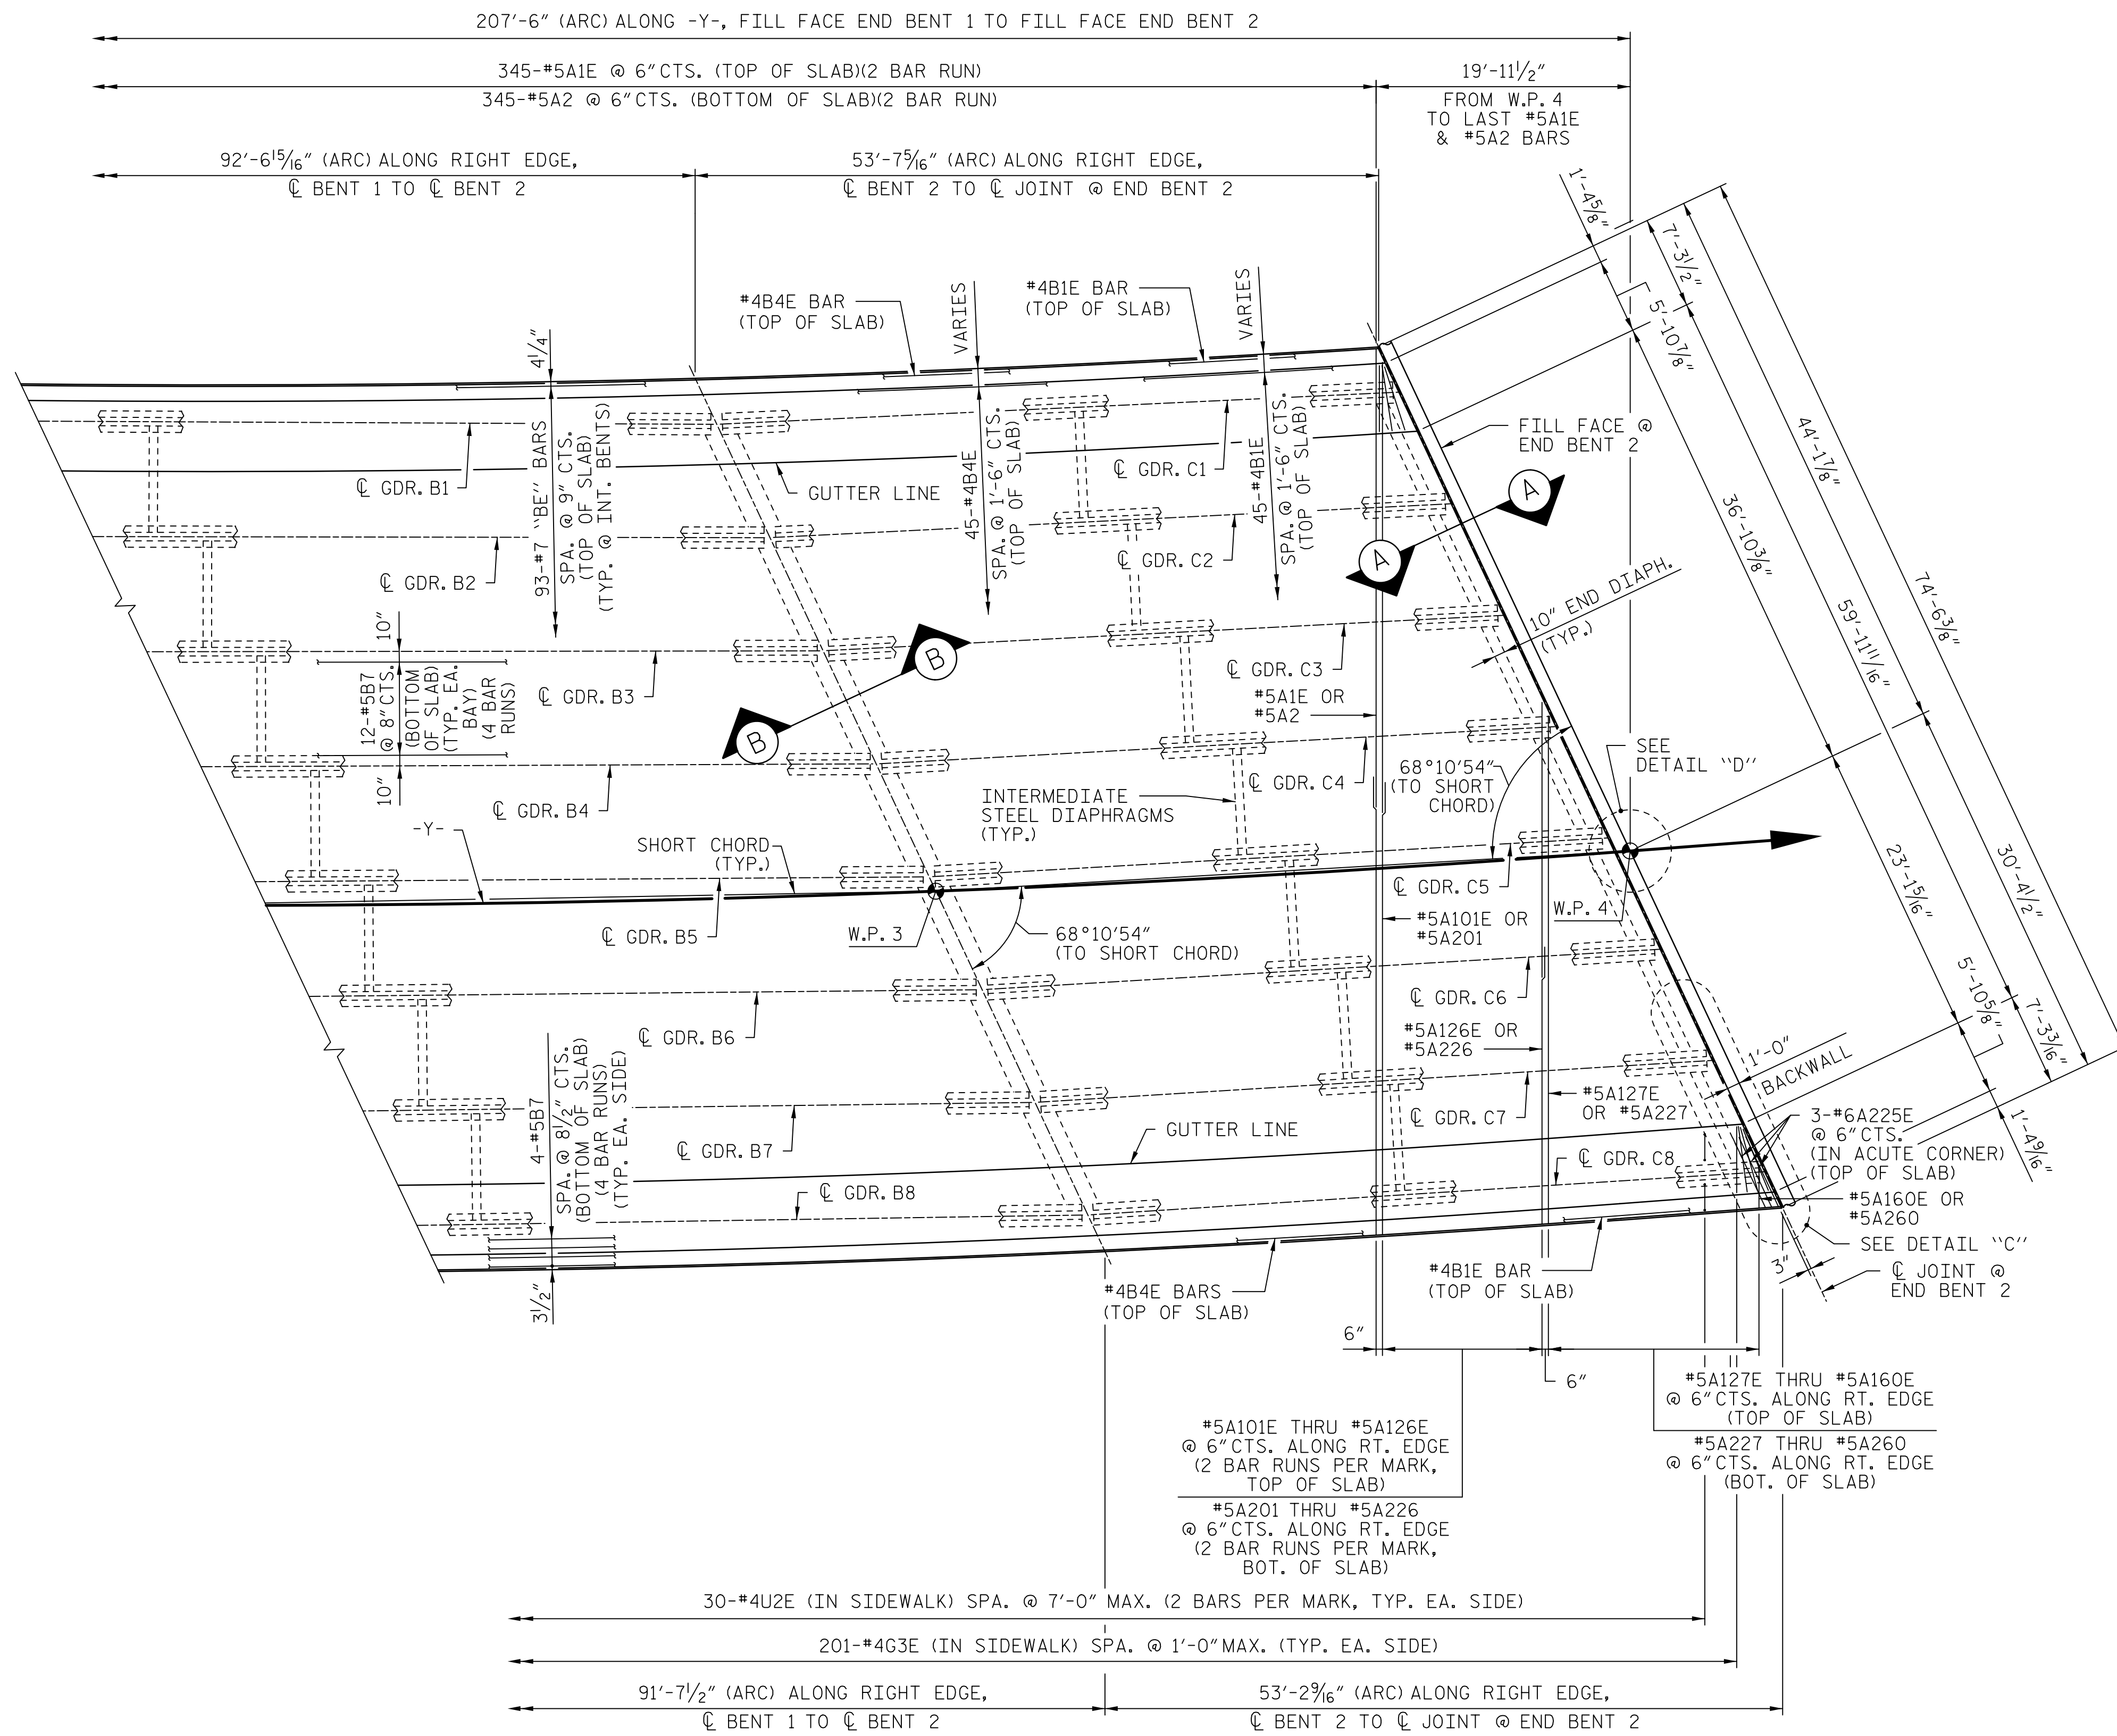 207'-6" (ARC) ALONG -Y-, FILL FACE END BENT 1 TO FILL FACE END BENT 2
345-#5A1E @ 6" CTS. (TOP OF SLAB)(2 BAR RUN)
345-#5A2 @ 6" CTS. (BOTTOM OF SLAB)(2 BAR RUN)
19'-11 1/2"
FROM W.P. 4
TO LAST #5A1E
& #5A2 BARS
92'-6 15/16" (ARC) ALONG RIGHT EDGE,
℄ BENT 1 TO ℄ BENT 2
53'-7 5/16" (ARC) ALONG RIGHT EDGE,
℄ BENT 2 TO ℄ JOINT @ END BENT 2
1'-4 5/8"
7'-3 1/2"
5'-10 7/8"
44'-1 7/8"
36'-10 3/8"
74'-6 3/8"
59'-11 11/16"
23'-1 5/16"
30'-4 1/2"
5'-10 5/8"
7'-3 3/16"
1'-4 9/16"
#4B4E BAR
(TOP OF SLAB)
VARIES
#4B1E BAR
(TOP OF SLAB)
VARIES
4 1/4"
93-#7 "BE" BARS
SPA. @ 9" CTS.
(TOP OF SLAB)
(TYP. @ INT. BENTS)
45-#4B4E
SPA. @ 1'-6" CTS.
(TOP OF SLAB)
45-#4B1E
SPA. @ 1'-6" CTS.
(TOP OF SLAB)
FILL FACE @
END BENT 2
℄ GDR. B1
GUTTER LINE
℄ GDR. C1
A
A
℄ GDR. B2
℄ GDR. C2
10" END DIAPH.
(TYP.)
10"
12-#5B7
@ 8" CTS.
(BOTTOM
OF SLAB)
(TYP. EA.
BAY)
(4 BAR
RUNS)
10"
℄ GDR. B3
B
B
℄ GDR. C3
#5A1E OR
#5A2
℄ GDR. B4
℄ GDR. C4
68°10'54"
(TO SHORT
CHORD)
SEE
DETAIL "D"
INTERMEDIATE
STEEL DIAPHRAGMS
(TYP.)
-Y-
SHORT CHORD
(TYP.)
℄ GDR. B5
W.P. 3
68°10'54"
(TO SHORT CHORD)
℄ GDR. C5
W.P. 4
#5A101E OR
#5A201
℄ GDR. B6
℄ GDR. C6
#5A126E OR
#5A226
1'-0"
BACKWALL
4-#5B7
SPA. @ 8 1/2" CTS.
(BOTTOM OF SLAB)
(4 BAR RUNS)
(TYP. EA. SIDE)
3 1/2"
℄ GDR. B7
GUTTER LINE
℄ GDR. C7
#5A127E
OR #5A227
3-#6A225E
@ 6" CTS.
(IN ACUTE CORNER)
(TOP OF SLAB)
℄ GDR. B8
℄ GDR. C8
#5A160E OR
#5A260
SEE DETAIL "C"
3"
℄ JOINT @
END BENT 2
#4B4E BARS
(TOP OF SLAB)
#4B1E BAR
(TOP OF SLAB)
6"
6"
#5A127E THRU #5A160E
@ 6" CTS. ALONG RT. EDGE
(TOP OF SLAB)
#5A227 THRU #5A260
@ 6" CTS. ALONG RT. EDGE
(BOT. OF SLAB)
#5A101E THRU #5A126E
@ 6" CTS. ALONG RT. EDGE
(2 BAR RUNS PER MARK,
TOP OF SLAB)
#5A201 THRU #5A226
@ 6" CTS. ALONG RT. EDGE
(2 BAR RUNS PER MARK,
BOT. OF SLAB)
30-#4U2E (IN SIDEWALK) SPA. @ 7'-0" MAX. (2 BARS PER MARK, TYP. EA. SIDE)
201-#4G3E (IN SIDEWALK) SPA. @ 1'-0" MAX. (TYP. EA. SIDE)
91'-7 1/2" (ARC) ALONG RIGHT EDGE,
℄ BENT 1 TO ℄ BENT 2
53'-2 9/16" (ARC) ALONG RIGHT EDGE,
℄ BENT 2 TO ℄ JOINT @ END BENT 2